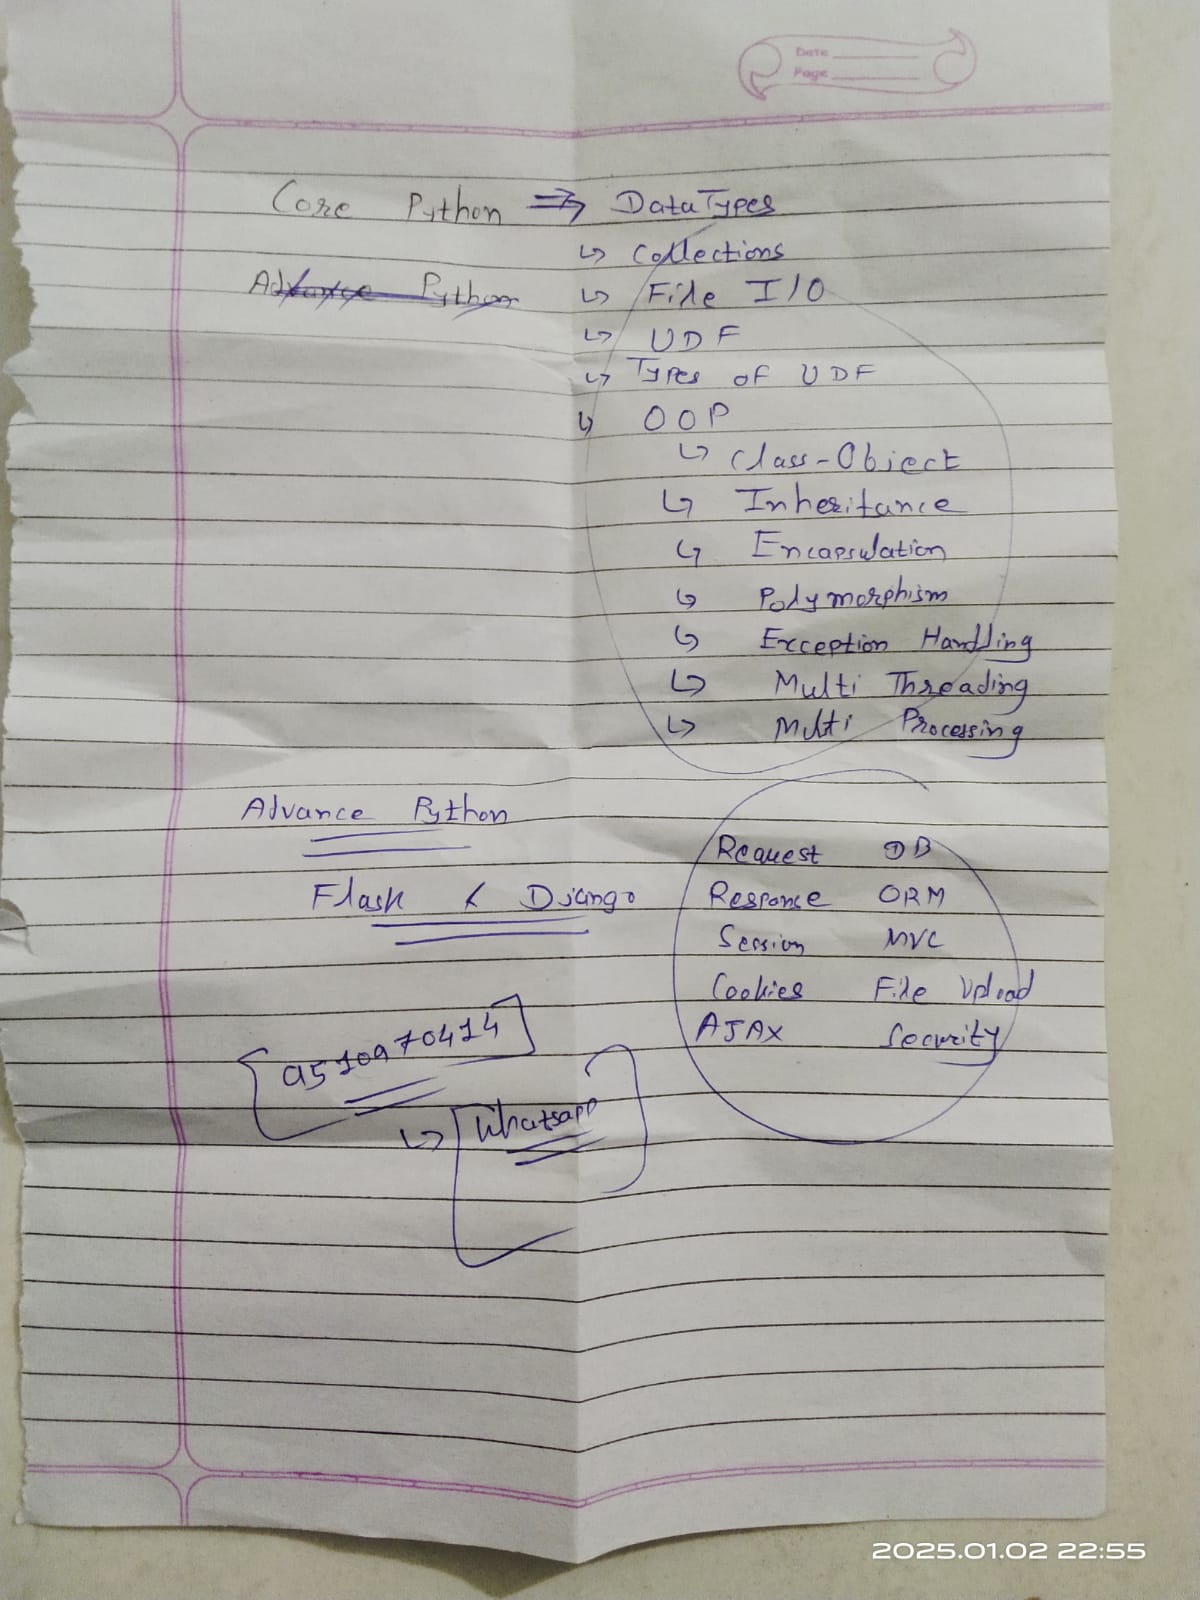 Date
Page
Core Python ⇒ DataTypes
↳ Collections
Advance Python ↳ File I/O
↳ UDF
↳ Types of UDF
↳ OOP
↳ Class-Object
↳ Inheritance
↳ Encapsulation
↳ Polymorphism
↳ Exception Handling
↳ Multi Threading
↳ Multi Processing
Advance Python
Request DB
Flask & Django Response ORM
Session MVC
Cookies File Upload
AJAX Security
9510970414
↳ Whatsapp
2025.01.02 22:55